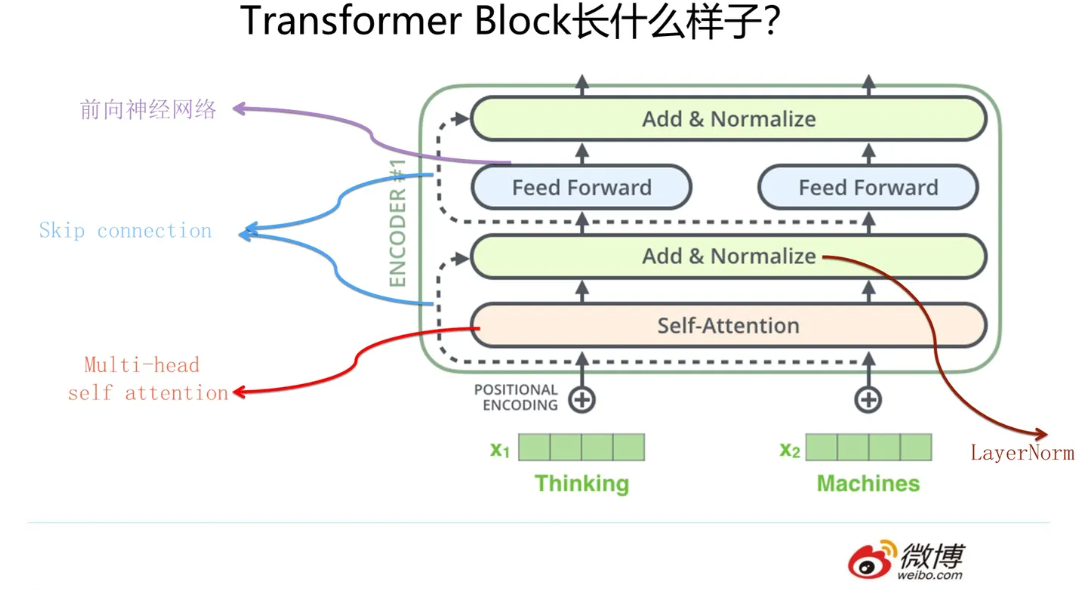 Transformer Block长什么样子？
前向神经网络
Add & Normalize
Feed Forward
Feed Forward
Skip connection
ENCODER #1
Add & Normalize
Self-Attention
Multi-head
self attention
POSITIONAL
ENCODING
x1
x2
LayerNorm
Thinking
Machines
微博
weibo.com